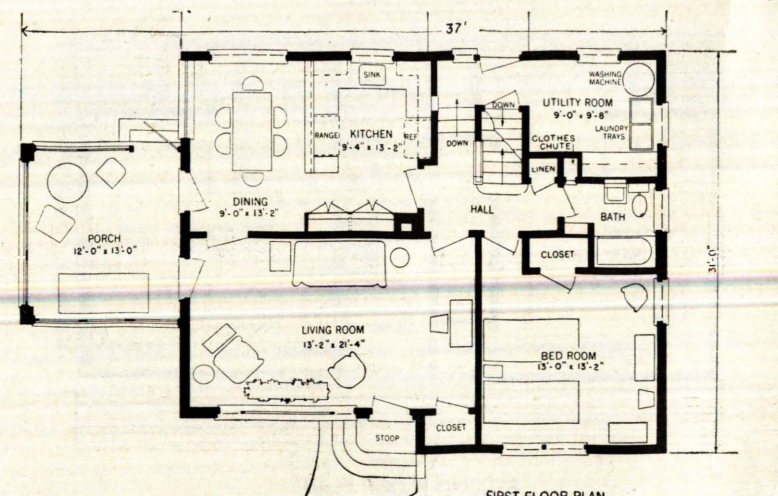 37'
SINK
WASHING
MACHINE
UTILITY ROOM
9'-0" x 9'-8"
LAUNDRY
TRAYS
DOWN
DOWN
CLOTHES
CHUTE
RANGE
KITCHEN
9'-4" x 13'-2"
REF.
LINEN
DINING
9'-0" x 13'-2"
HALL
BATH
PORCH
12'-0" x 13'-0"
CLOSET
31'-0"
LIVING ROOM
13'-2" x 21'-4"
BED ROOM
13'-0" x 13'-2"
STOOP
CLOSET
FIRST FLOOR PLAN